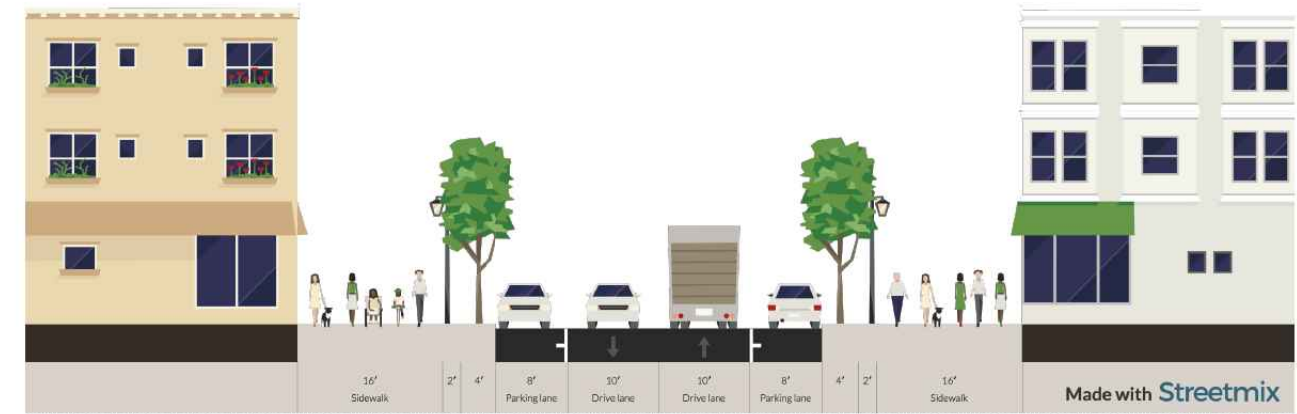 16' 2' 4' 8' 10' 10' 8' 4' 2' 16'
Sidewalk Parking lane Drive lane Drive lane Parking lane Sidewalk
Made with Streetmix